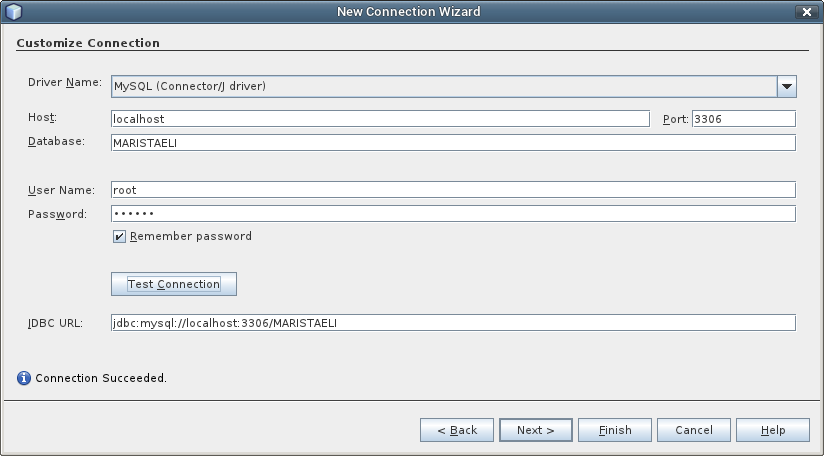 New Connection Wizard
Customize Connection
Driver Name: MySQL (Connector/J driver)
Host: localhost Port: 3306
Database: MARISTAELI
User Name: root
Password: ••••••
Remember password
Test Connection
JDBC URL: jdbc:mysql://localhost:3306/MARISTAELI
Connection Succeeded.
< Back Next > Finish Cancel Help